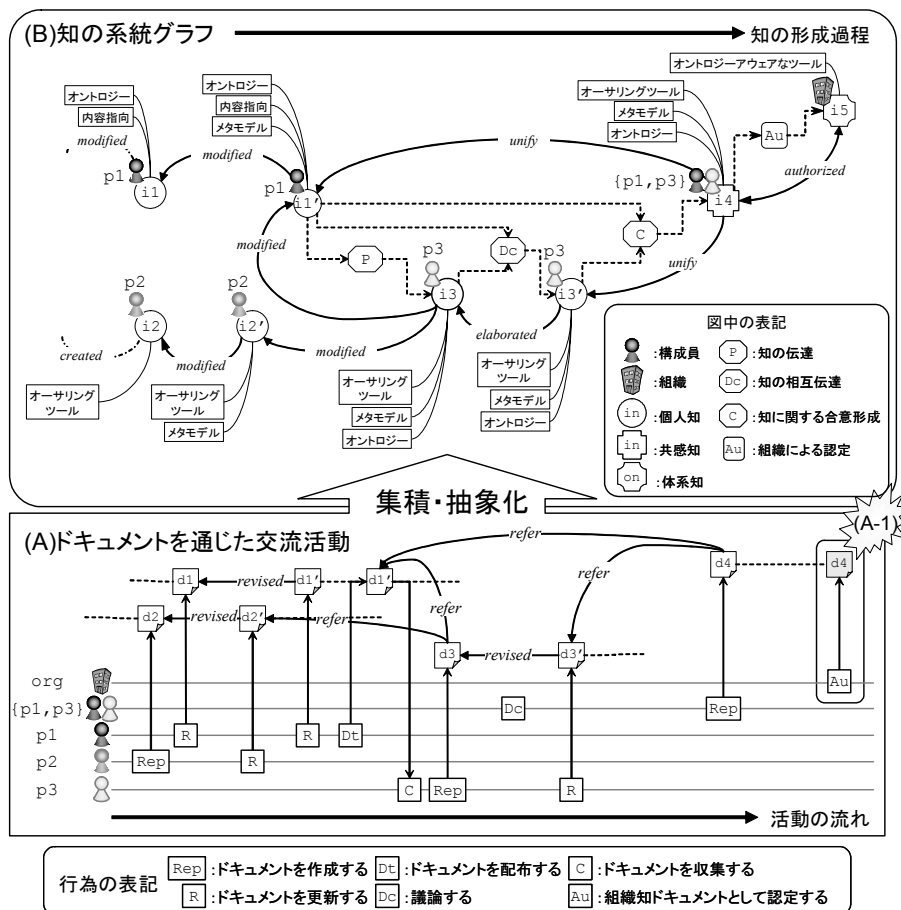 (B)知の系統グラフ
知の形成過程
オントロジーアウェアなツール
オントロジー
内容指向
modified
p1
i1
オントロジー
内容指向
メタモデル
modified
p1
i1'
オーサリングツール
メタモデル
オントロジー
unify
{p1,p3}
i4
Au
i5
authorized
modified
P
Dc
C
p3
i3
p3
i3'
unify
p2
i2
created
p2
i2'
modified
modified
elaborated
オーサリング
ツール
オーサリング
ツール
メタモデル
オーサリング
ツール
メタモデル
オントロジー
オーサリング
ツール
メタモデル
オントロジー
図中の表記
:構成員
P :知の伝達
:組織
Dc :知の相互伝達
in :個人知
C :知に関する合意形成
in :共感知
Au :組織による認定
on :体系知
集積・抽象化
(A-1)
(A)ドキュメントを通じた交流活動
refer
d1
revised
d1'
d1'
refer
d4
d4
d2
revised
d2'
refer
refer
d3
revised
d3'
org
Au
{p1,p3}
Dc
Rep
p1
R
R
Dt
p2
Rep
R
p3
C
Rep
R
活動の流れ
行為の表記
Rep :ドキュメントを作成する
Dt :ドキュメントを配布する
C :ドキュメントを収集する
R :ドキュメントを更新する
Dc :議論する
Au :組織知ドキュメントとして認定する